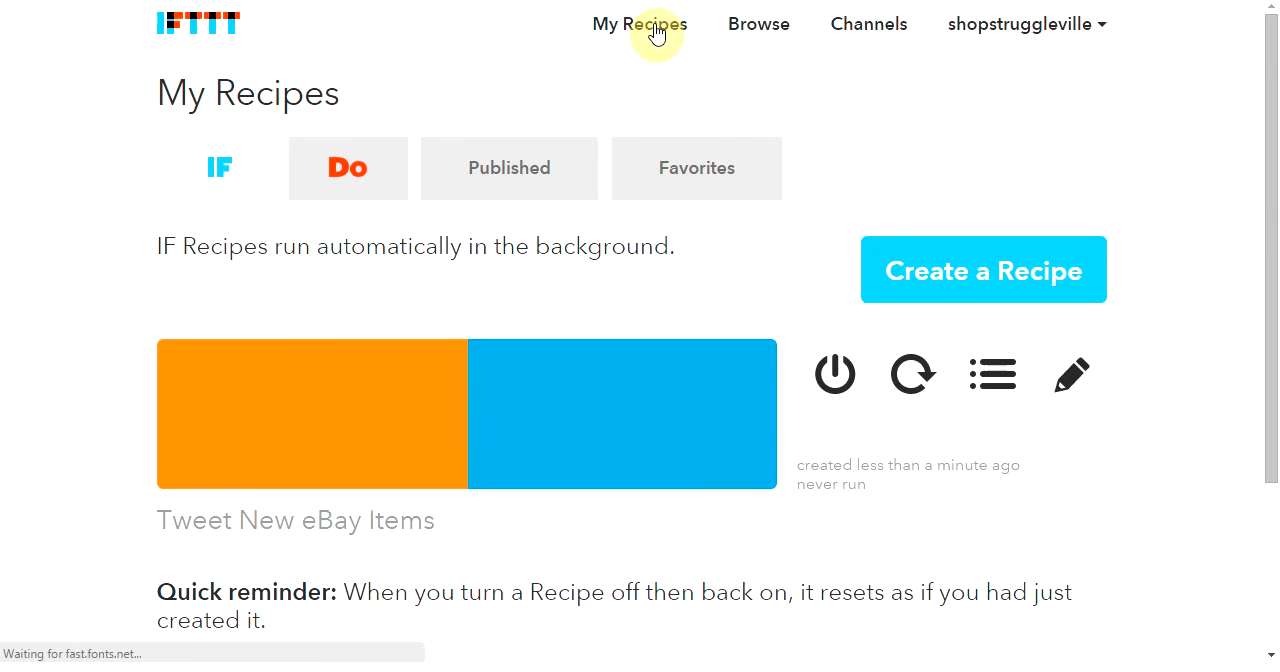 IFTTT
My Recipes
Browse
Channels
shopstruggleville
My Recipes
IF
Do
Published
Favorites
IF Recipes run automatically in the background.
Create a Recipe
created less than a minute ago
never run
Tweet New eBay Items
Quick reminder: When you turn a Recipe off then back on, it resets as if you had just
created it.
Waiting for fast.fonts.net...